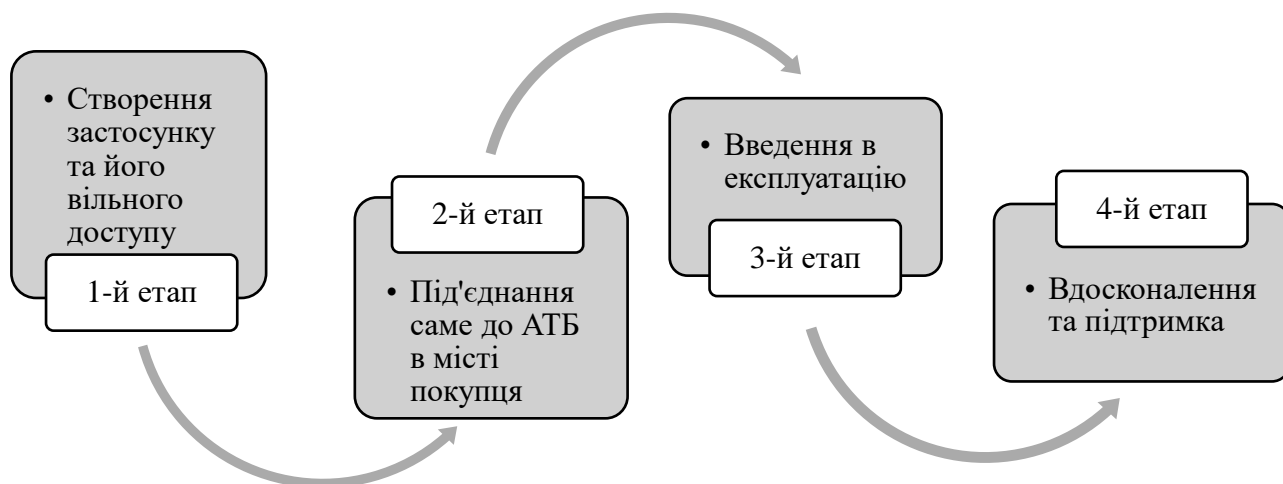 • Створення
застосунку
та його
вільного
доступу
1-й етап
2-й етап
• Під'єднання
саме до АТБ
в місті
покупця
• Введення в
експлуатацію
3-й етап
4-й етап
• Вдосконалення
та підтримка